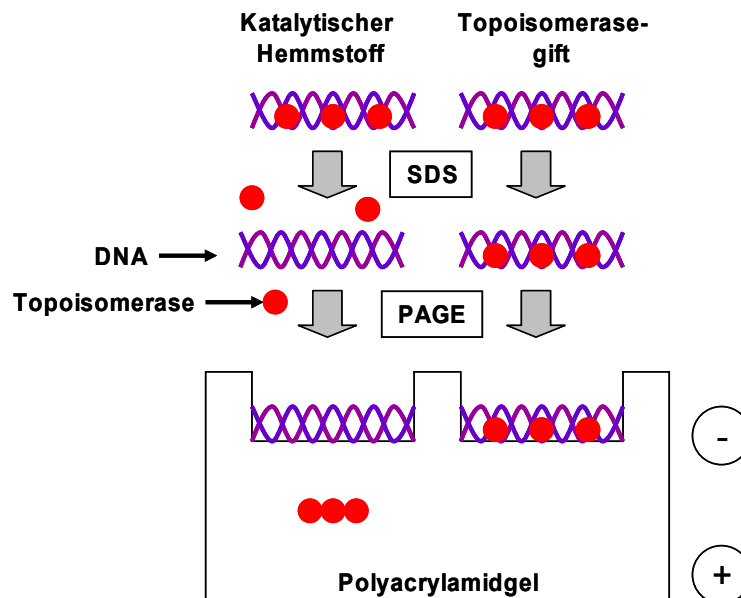 Katalytischer
Hemmstoff
Topoisomerase-
gift
SDS
DNA
Topoisomerase
PAGE
-
+
Polyacrylamidgel